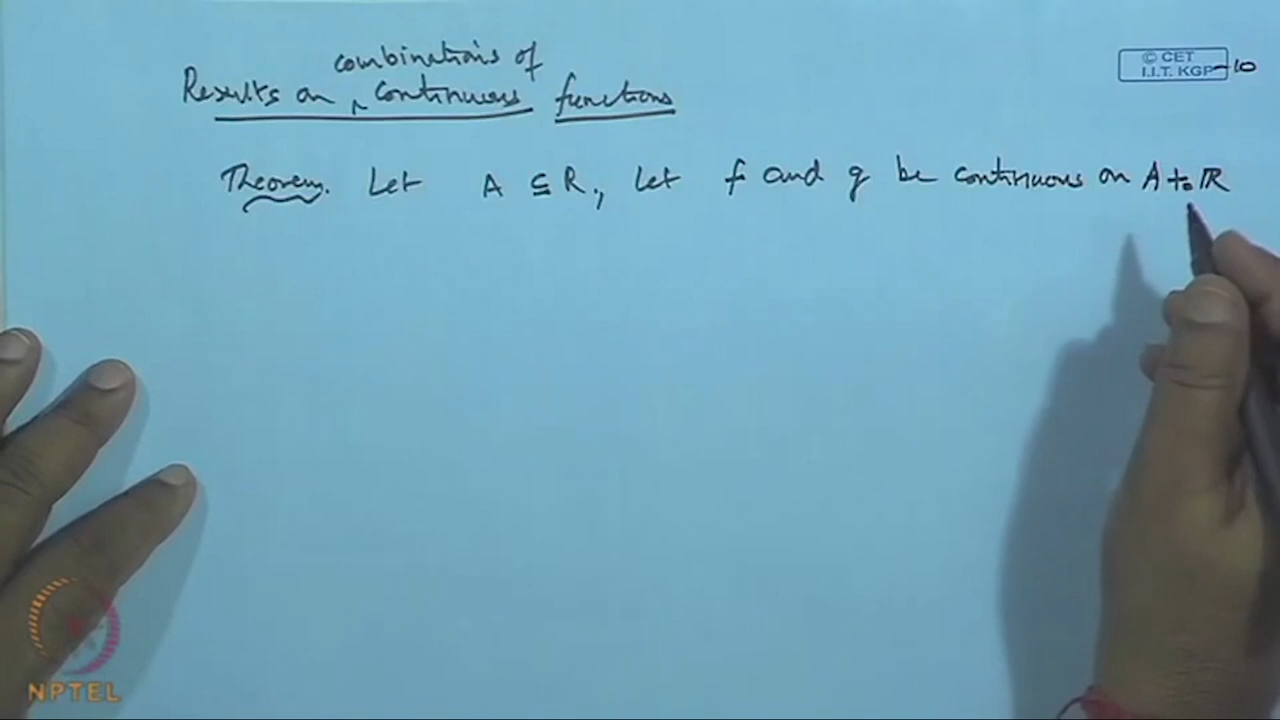 combinations of
Results on ^ continuous functions
© CET
I.I.T. KGP -10
Theorem. Let A ⊆ R, Let f and g be continuous on A to R
NPTEL